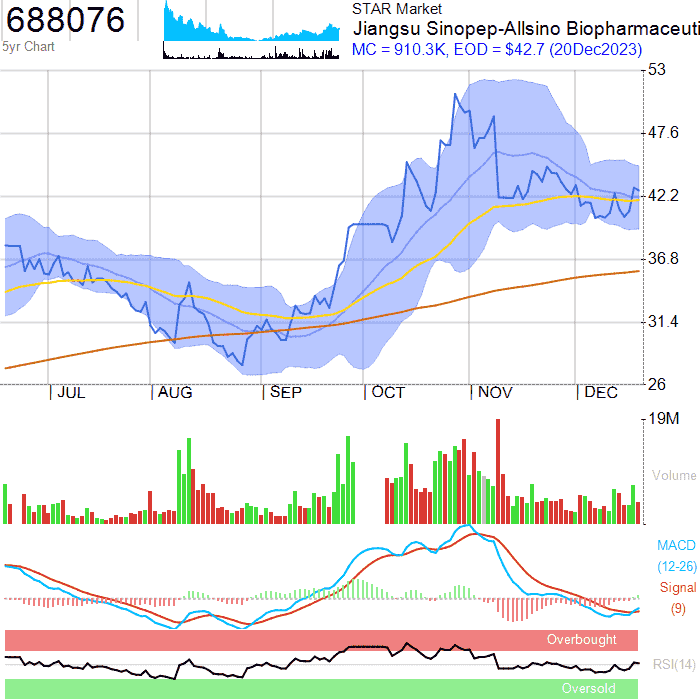 688076
5yr Chart
STAR Market
Jiangsu Sinopep-Allsino Biopharmaceuti
MC = 910.3K, EOD = $42.7 (20Dec2023)
53
47.6
42.2
36.8
31.4
26
JUL AUG SEP OCT NOV DEC
19M
Volume
MACD
(12-26)
Signal
(9)
Overbought
RSI(14)
Oversold